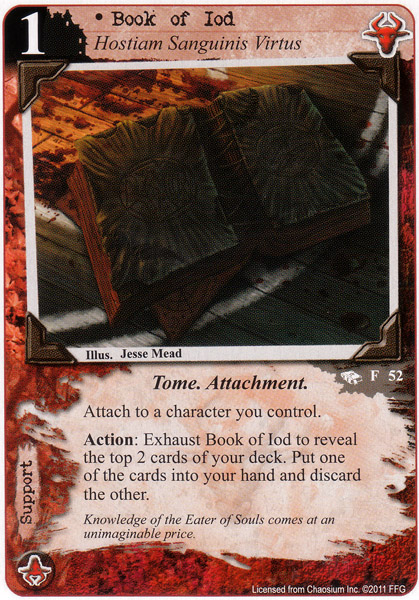 1
• Book of Iod
Hostiam Sanguinis Virtus
Illus. Jesse Mead
F 52
Tome. Attachment.
Attach to a character you control.
Action: Exhaust Book of Iod to reveal
the top 2 cards of your deck. Put one
of the cards into your hand and discard
the other.
Knowledge of the Eater of Souls comes at an
unimaginable price.
Support
Licensed from Chaosium Inc. ©2011 FFG